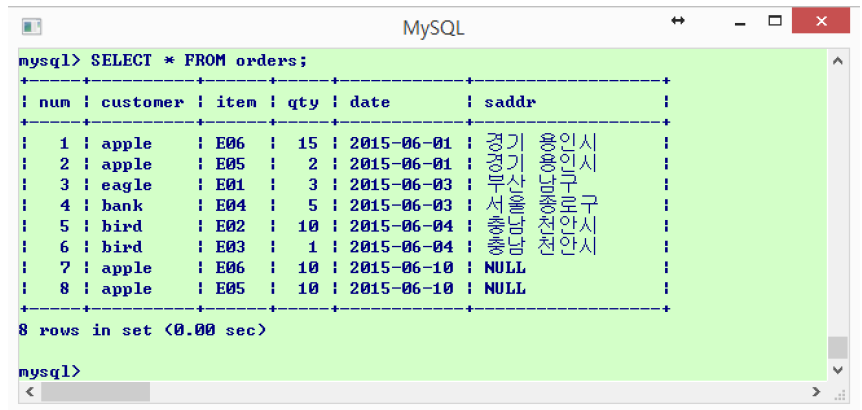 MySQL
mysql> SELECT * FROM orders;
+-----+----------+------+-----+------------+------------------+
| num | customer | item | qty | date       | saddr            |
+-----+----------+------+-----+------------+------------------+
|   1 | apple    | E06  |  15 | 2015-06-01 | 경기 용인시      |
|   2 | apple    | E05  |   2 | 2015-06-01 | 경기 용인시      |
|   3 | eagle    | E01  |   3 | 2015-06-03 | 부산 남구        |
|   4 | bank     | E04  |   5 | 2015-06-03 | 서울 종로구      |
|   5 | bird     | E02  |  10 | 2015-06-04 | 충남 천안시      |
|   6 | bird     | E03  |   1 | 2015-06-04 | 충남 천안시      |
|   7 | apple    | E06  |  10 | 2015-06-10 | NULL             |
|   8 | apple    | E05  |  10 | 2015-06-10 | NULL             |
+-----+----------+------+-----+------------+------------------+
8 rows in set (0.00 sec)
mysql>